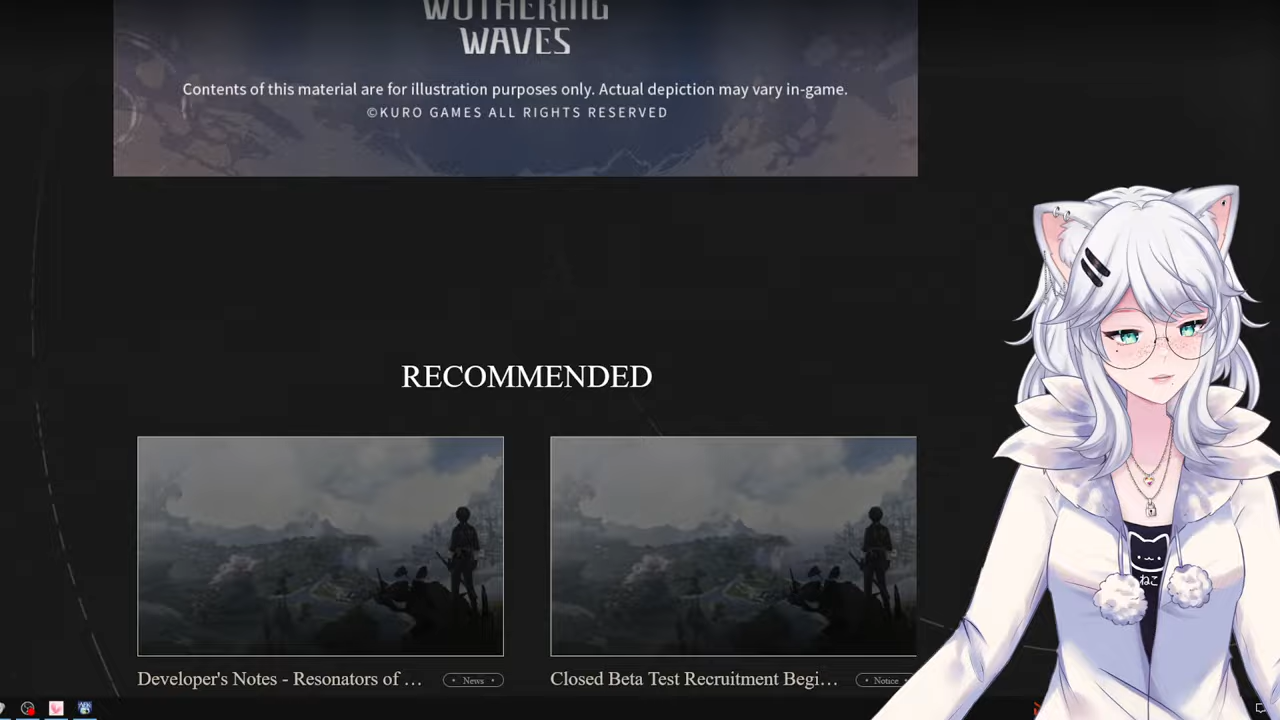 WUTHERING
WAVES
Contents of this material are for illustration purposes only. Actual depiction may vary in-game.
©KURO GAMES ALL RIGHTS RESERVED
RECOMMENDED
Developer's Notes - Resonators of …
• News •
Closed Beta Test Recruitment Begi…
• Notice •
ねこ